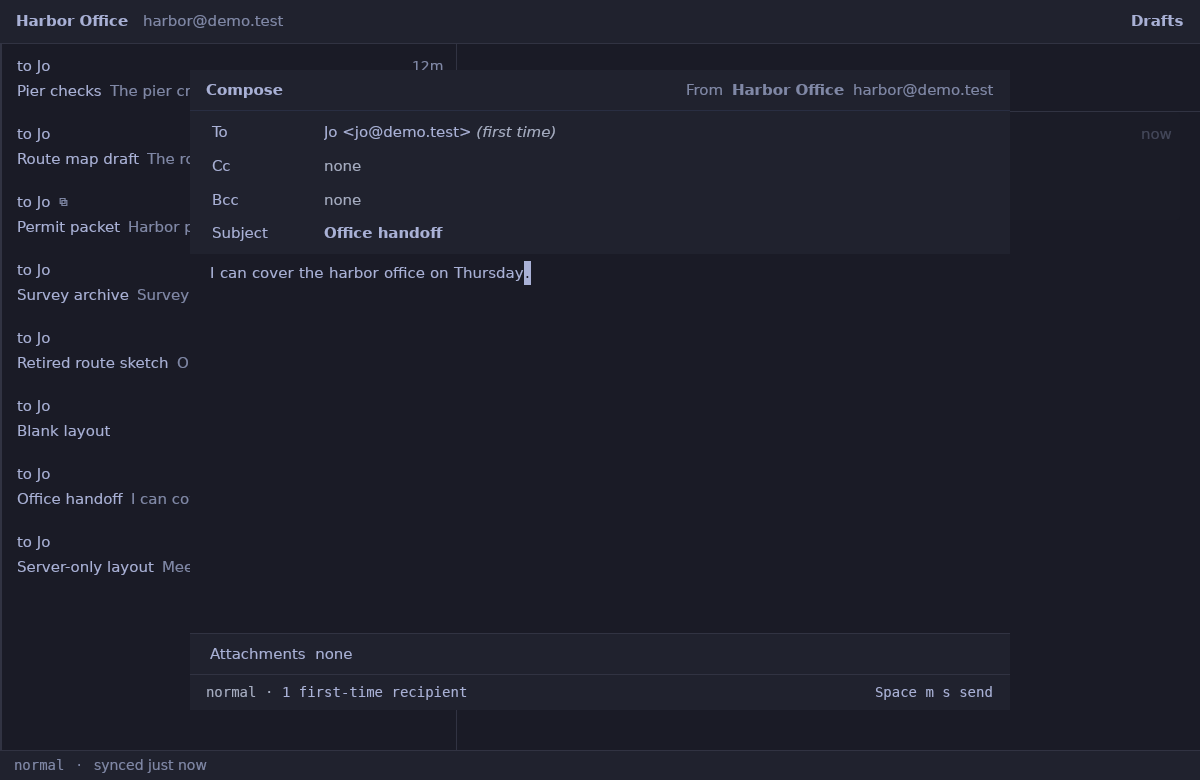 Harbor Office harbor@demo.test Drafts
to Jo 12m
Pier checks The pier
to Jo
Route map draft The
to Jo
Permit packet Harbor
to Jo
Survey archive Survey
to Jo
Retired route sketch
to Jo
Blank layout
to Jo
Office handoff I can
to Jo
Server-only layout
now
Compose From Harbor Office harbor@demo.test
To Jo <jo@demo.test> (first time)
Cc none
Bcc none
Subject Office handoff
I can cover the harbor office on Thursday.
Attachments none
normal · 1 first-time recipient Space m s send
normal · synced just now